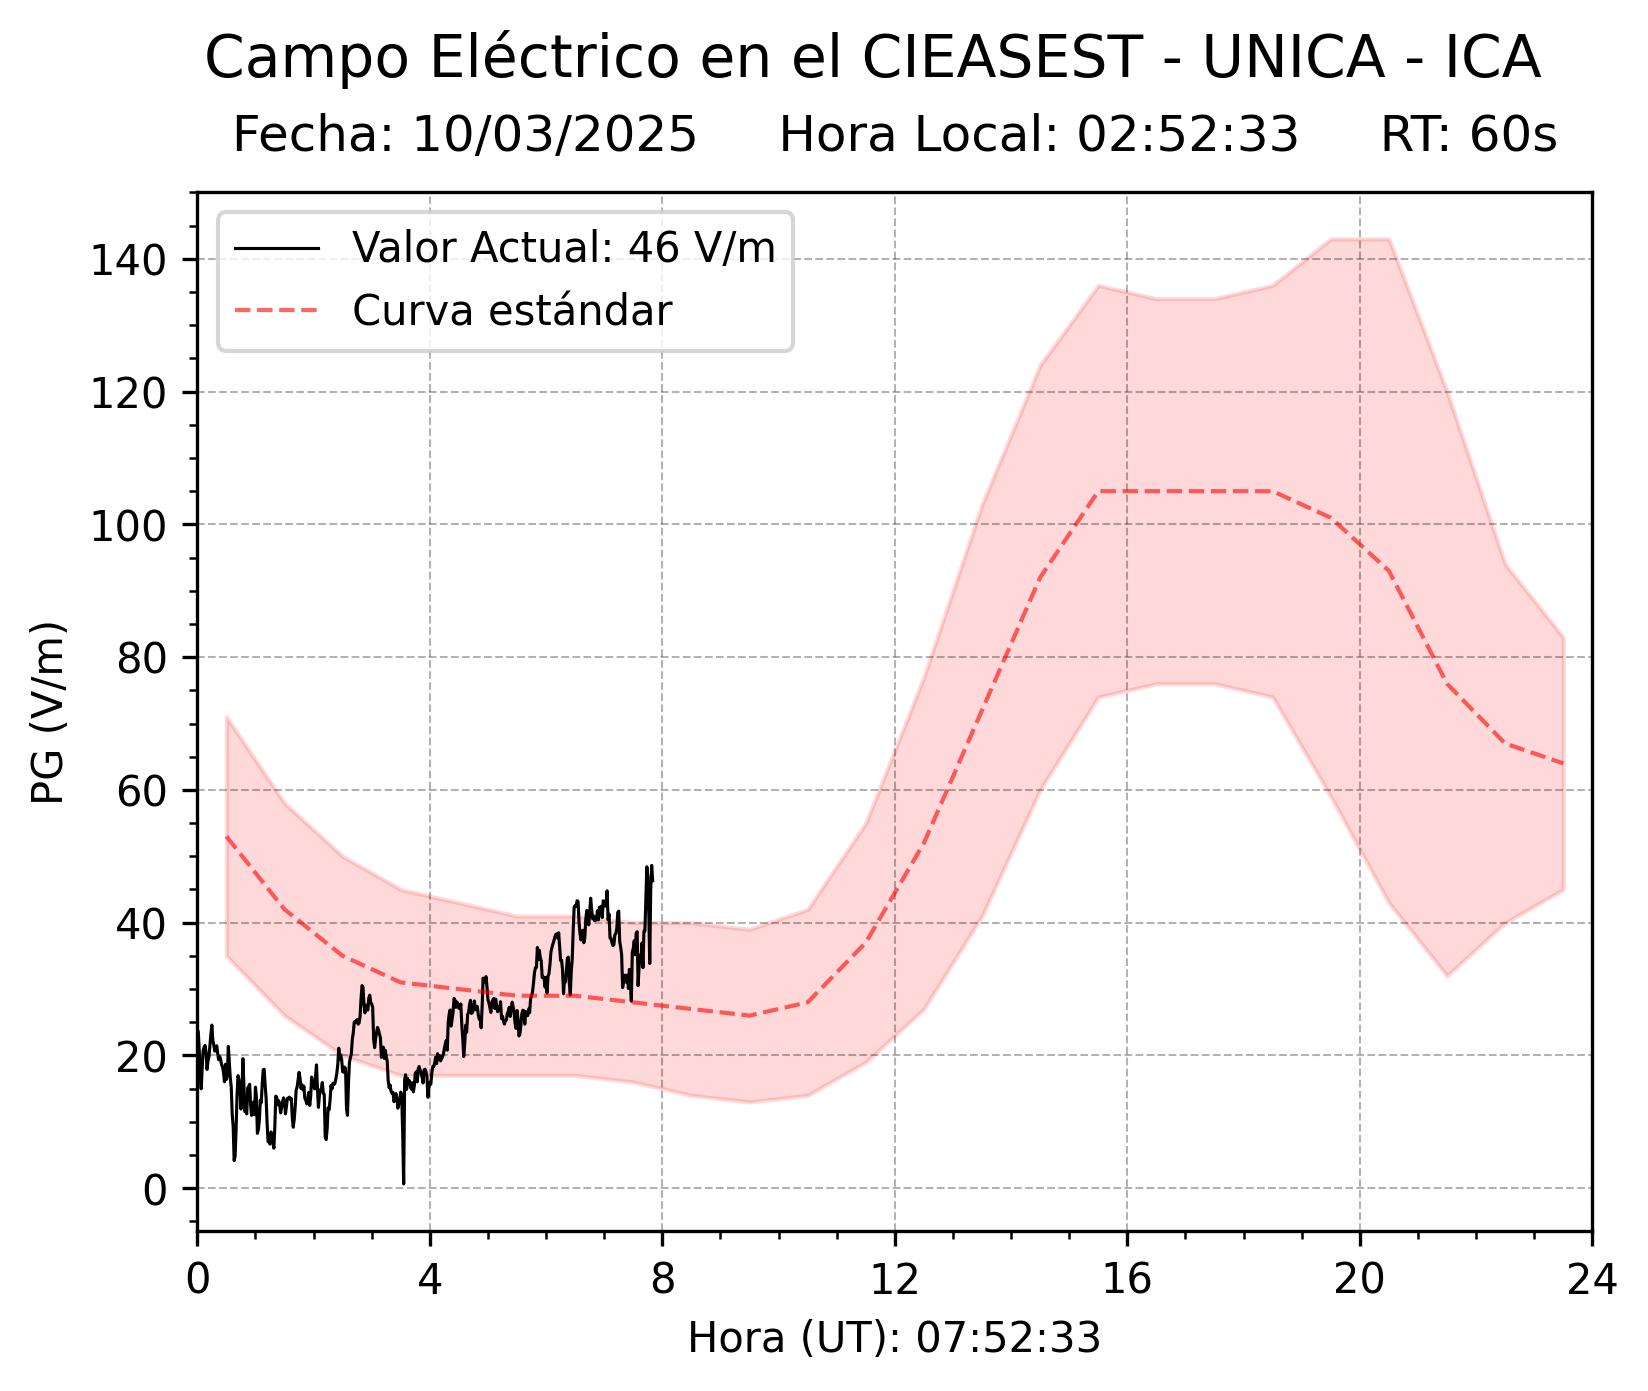 Campo Eléctrico en el CIEASEST - UNICA - ICA
Fecha: 10/03/2025 Hora Local: 02:52:33 RT: 60s
Valor Actual: 46 V/m
Curva estándar
PG (V/m)
140
120
100
80
60
40
20
0
0 4 8 12 16 20 24
Hora (UT): 07:52:33